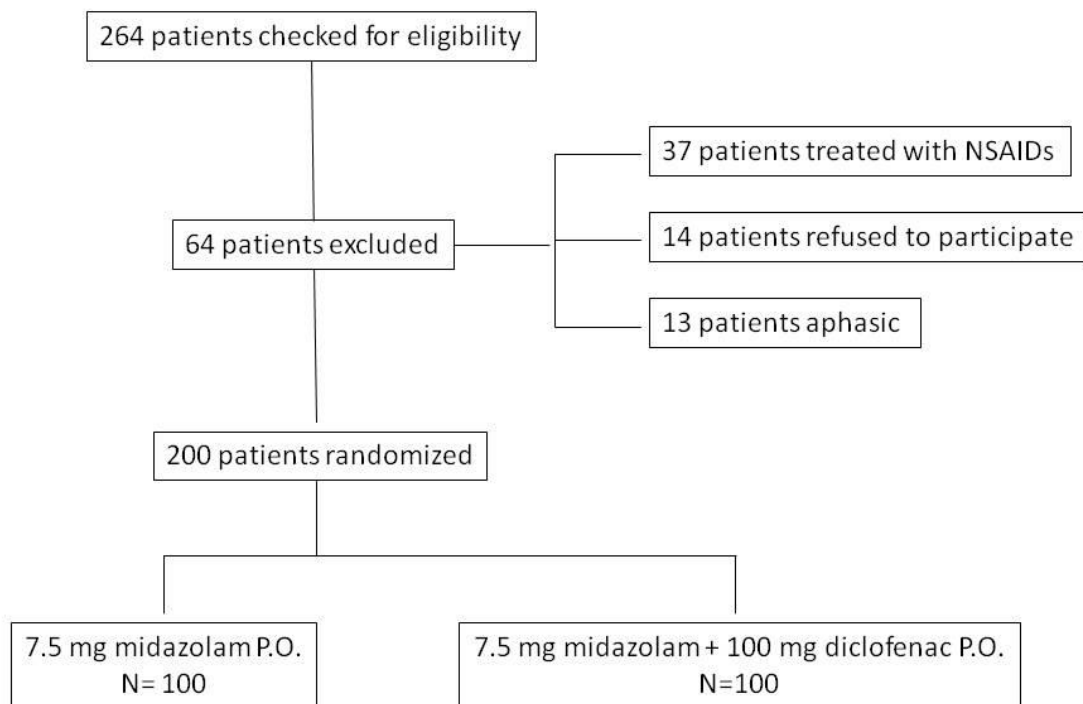 264 patients checked for eligibility
37 patients treated with NSAIDs
64 patients excluded
14 patients refused to participate
13 patients aphasic
200 patients randomized
7.5 mg midazolam P.O.
N= 100
7.5 mg midazolam + 100 mg diclofenac P.O.
N=100